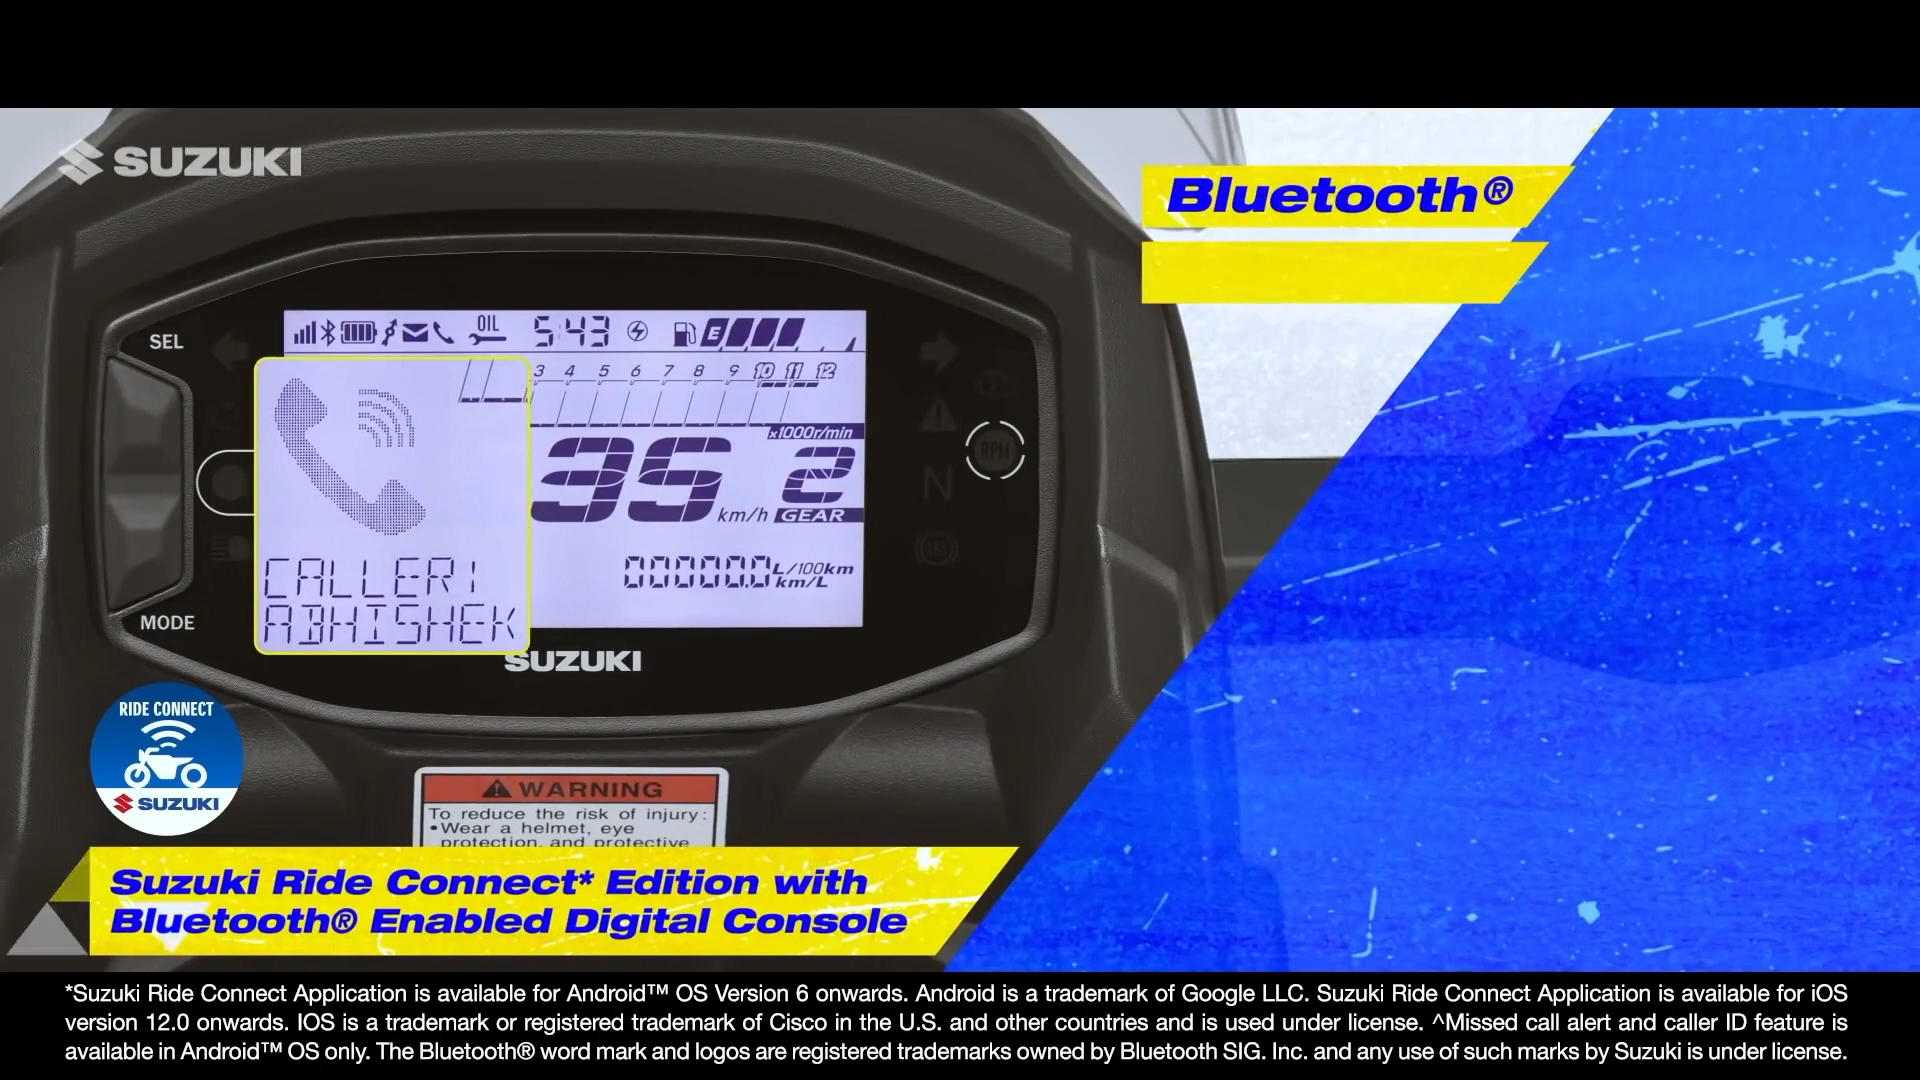 SUZUKI
Bluetooth®
SEL
OIL
5:43
E
3 4 5 6 7 8 9 10 11 12
x1000r/min
35 km/h
2
GEAR
RPM
N
CALLER:
ABHISHEK
00000.0 L/100km
km/L
MODE
SUZUKI
RIDE CONNECT
SUZUKI
WARNING
To reduce the risk of injury:
•Wear a helmet, eye
protection, and protective
Suzuki Ride Connect* Edition with
Bluetooth® Enabled Digital Console
*Suzuki Ride Connect Application is available for Android™ OS Version 6 onwards. Android is a trademark of Google LLC. Suzuki Ride Connect Application is available for iOS
version 12.0 onwards. IOS is a trademark or registered trademark of Cisco in the U.S. and other countries and is used under license. ^Missed call alert and caller ID feature is
available in Android™ OS only. The Bluetooth® word mark and logos are registered trademarks owned by Bluetooth SIG. Inc. and any use of such marks by Suzuki is under license.